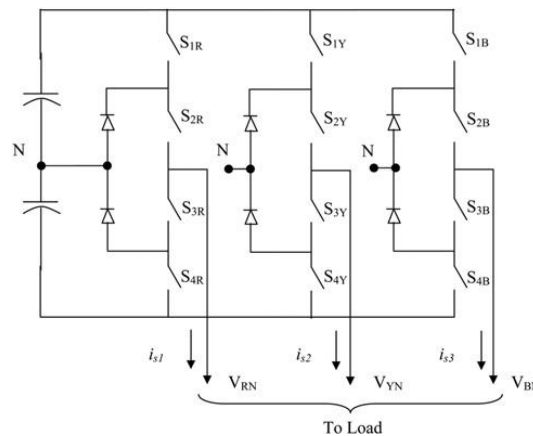 S1R S1Y S1B
S2R S2Y S2B
N N N
S3R S3Y S3B
S4R S4Y S4B
is1 is2 is3
VRN VYN
To Load